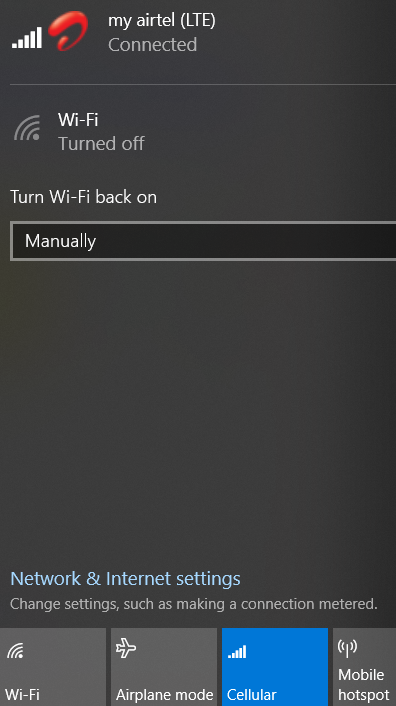 my airtel (LTE)
Connected
Wi-Fi
Turned off
Turn Wi-Fi back on
Manually
Network & Internet settings
Change settings, such as making a connection metered.
Wi-Fi
Airplane mode
Cellular
Mobile
hotspot